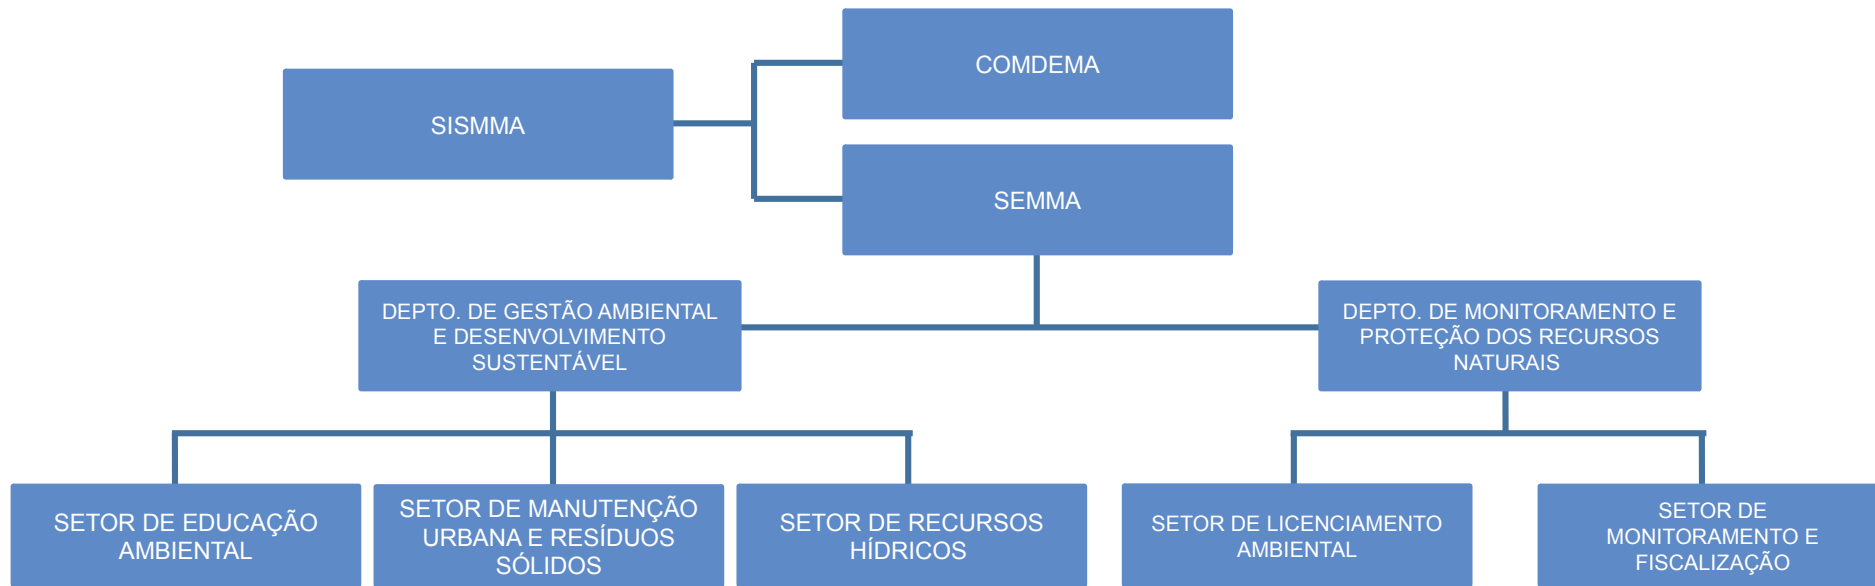 COMDEMA
SISMMA
SEMMA
DEPTO. DE GESTÃO AMBIENTAL
E DESENVOLVIMENTO
SUSTENTÁVEL
DEPTO. DE MONITORAMENTO E
PROTEÇÃO DOS RECURSOS
NATURAIS
SETOR DE EDUCAÇÃO
AMBIENTAL
SETOR DE MANUTENÇÃO
URBANA E RESÍDUOS
SÓLIDOS
SETOR DE RECURSOS
HÍDRICOS
SETOR DE LICENCIAMENTO
AMBIENTAL
SETOR DE
MONITORAMENTO E
FISCALIZAÇÃO